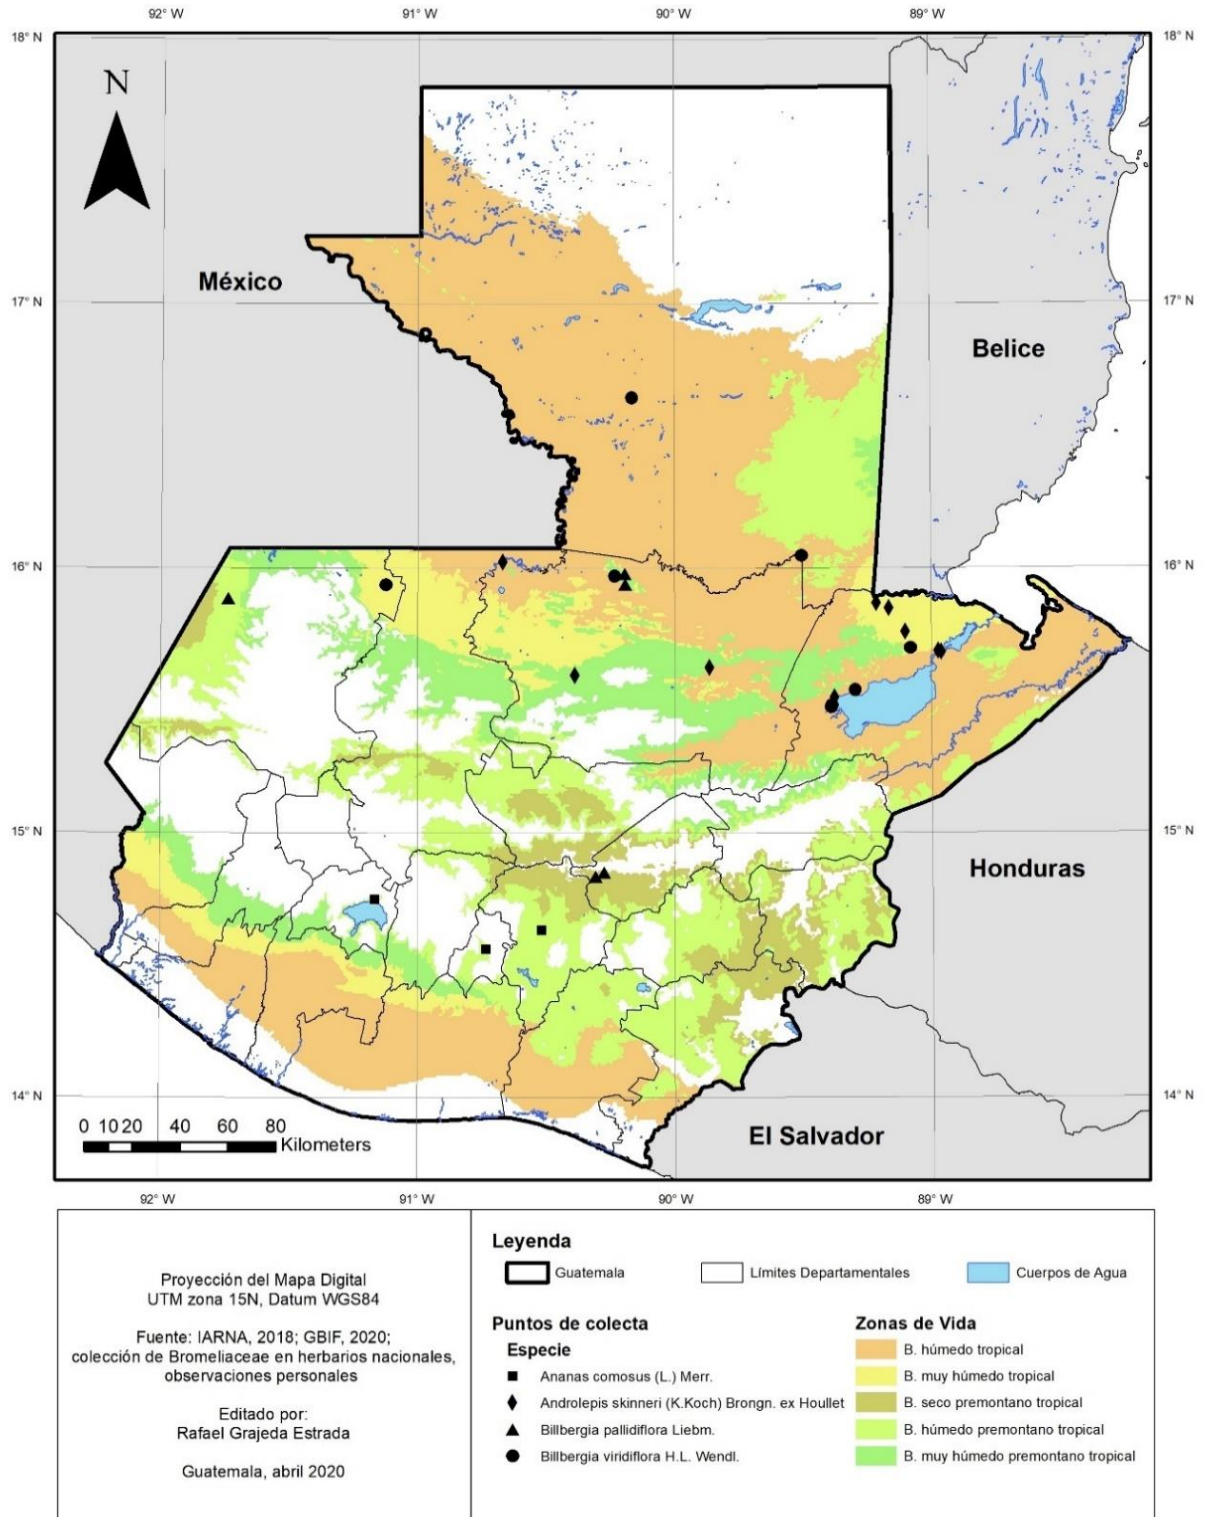 92° W
91° W
90° W
89° W
18° N
18° N
N
México
17° N
17° N
Belice
16° N
16° N
15° N
15° N
Honduras
14° N
14° N
0 10 20 40 60 80
Kilometers
El Salvador
92° W
91° W
90° W
89° W
Proyección del Mapa Digital
UTM zona 15N, Datum WGS84
Fuente: IARNA, 2018; GBIF, 2020;
colección de Bromeliaceae en herbarios nacionales,
observaciones personales
Editado por:
Rafael Grajeda Estrada
Guatemala, abril 2020
Leyenda
Guatemala
Límites Departamentales
Cuerpos de Agua
Puntos de colecta
Especie
Ananas comosus (L.) Merr.
Androlepis skinneri (K.Koch) Brongn. ex Houllet
Billbergia pallidiflora Liebm.
Billbergia viridiflora H.L. Wendl.
Zonas de Vida
B. húmedo tropical
B. muy húmedo tropical
B. seco premontano tropical
B. húmedo premontano tropical
B. muy húmedo premontano tropical